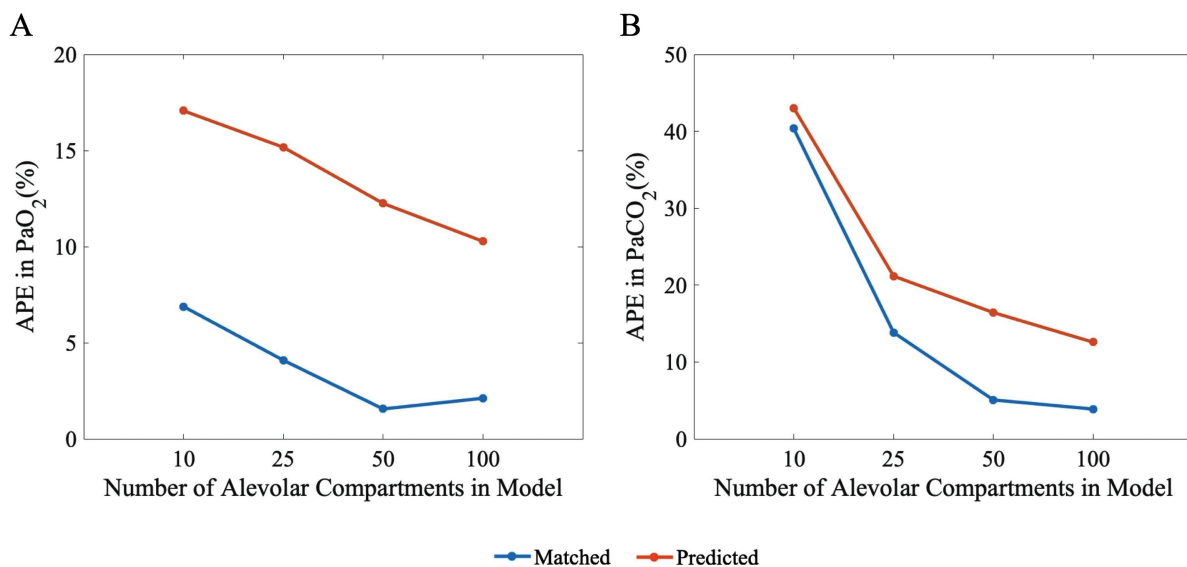 A
B
20
15
10
5
0
APE in PaO2(%)
10 25 50 100
Number of Alevolar Compartments in Model
50
40
30
20
10
0
APE in PaCO2(%)
10 25 50 100
Number of Alevolar Compartments in Model
Matched Predicted